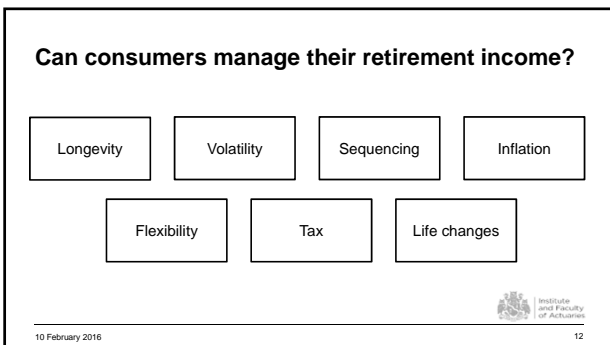 Can consumers manage their retirement income?
Longevity
Volatility
Sequencing
Inflation
Flexibility
Tax
Life changes
Institute
and Faculty
of Actuaries
10 February 2016
12